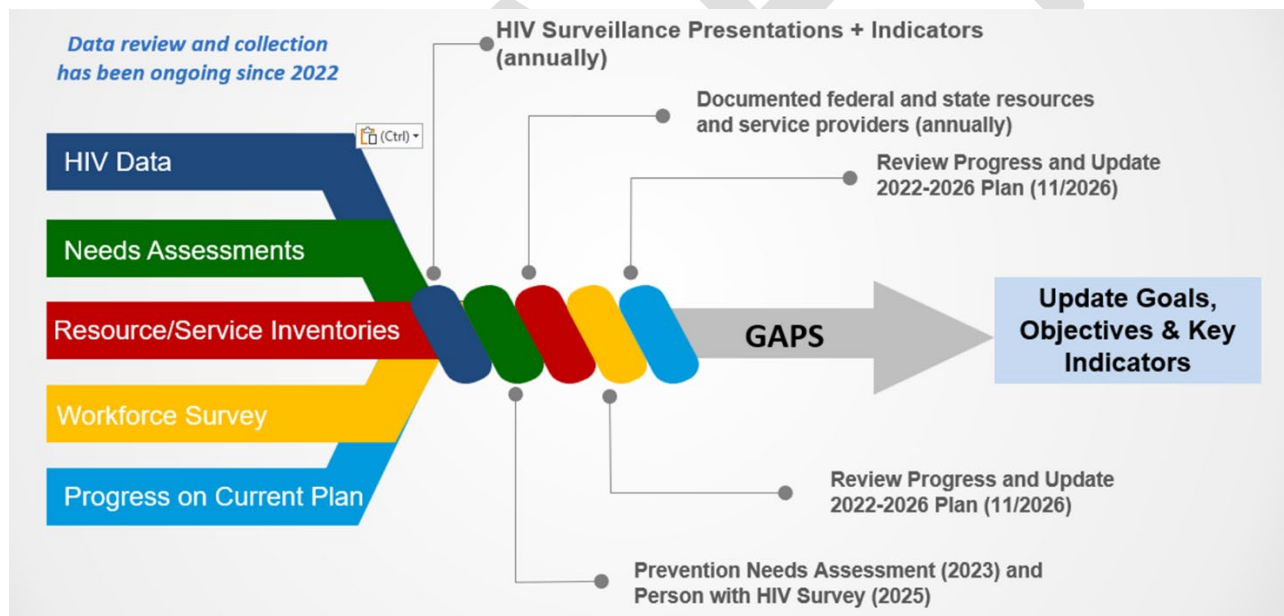 Data review and collection
has been ongoing since 2022
HIV Surveillance Presentations + Indicators
(annually)
Documented federal and state resources
and service providers (annually)
(Ctrl)
Review Progress and Update
2022-2026 Plan (11/2026)
HIV Data
Needs Assessments
Resource/Service Inventories
Workforce Survey
Progress on Current Plan
GAPS
Update Goals,
Objectives & Key
Indicators
Review Progress and Update
2022-2026 Plan (11/2026)
Prevention Needs Assessment (2023) and
Person with HIV Survey (2025)